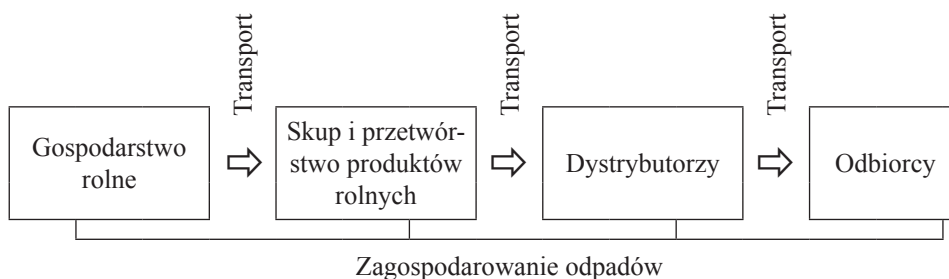 Transport
Transport
Transport
Gospodarstwo
rolne
Skup i przetwór-
stwo produktów
rolnych
Dystrybutorzy
Odbiorcy
Zagospodarowanie odpadów